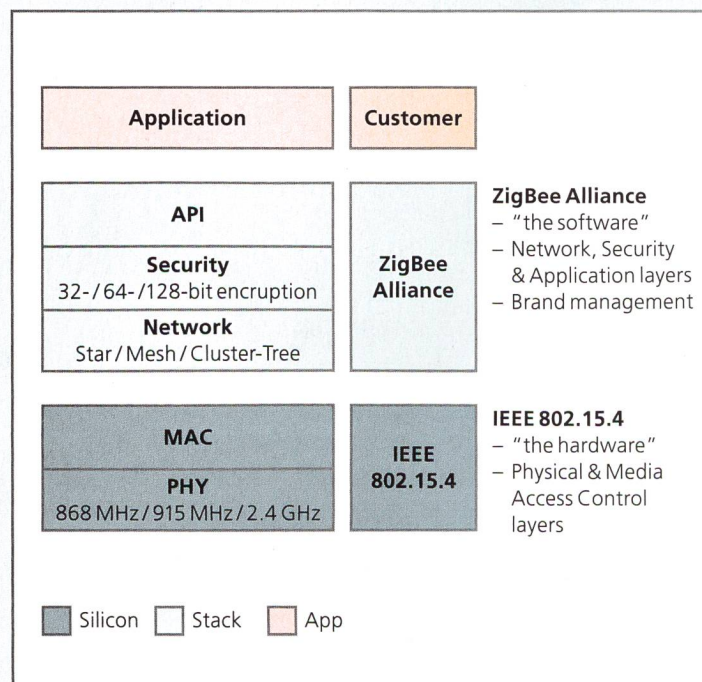 Application
Customer
API
Security
32-/64-/128-bit encruption
Network
Star/Mesh/Cluster-Tree
ZigBee
Alliance
ZigBee Alliance
– "the software"
– Network, Security
& Application layers
– Brand management
MAC
PHY
868 MHz/915 MHz/2.4 GHz
IEEE
802.15.4
IEEE 802.15.4
– "the hardware"
– Physical & Media
Access Control
layers
Silicon
Stack
App